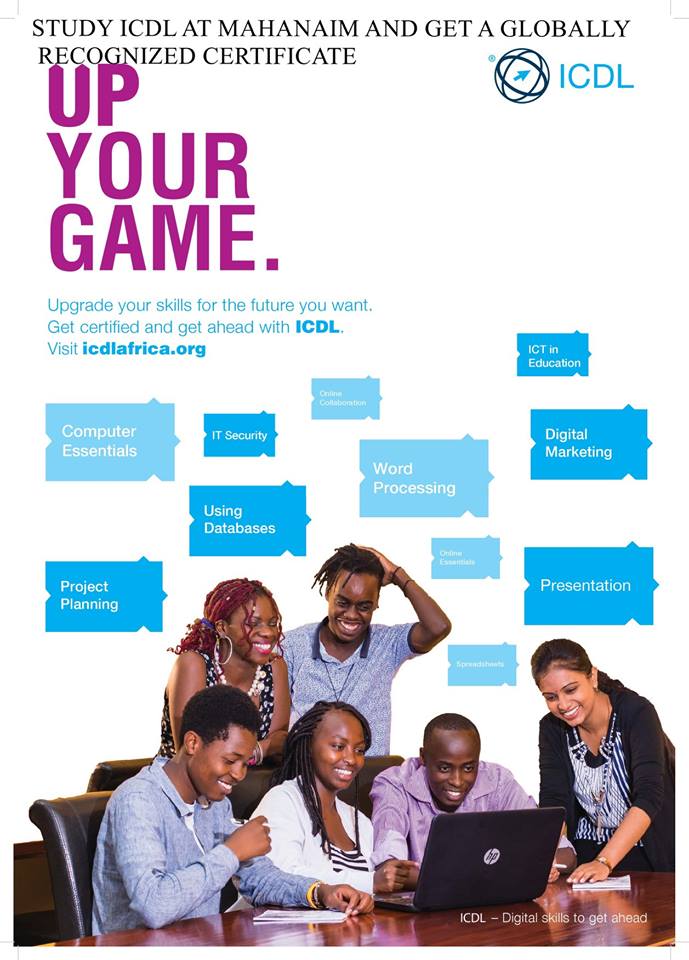 STUDY ICDL AT MAHANAIM AND GET A GLOBALLY
RECOGNIZED CERTIFICATE
® ICDL
UP
YOUR
GAME.
Upgrade your skills for the future you want.
Get certified and get ahead with ICDL.
Visit icdlafrica.org
ICT in
Education
Online
Collaboration
Computer
Essentials
IT Security
Digital
Marketing
Word
Processing
Using
Databases
Online
Essentials
Project
Planning
Presentation
Spreadsheets
hp
ICDL – Digital skills to get ahead